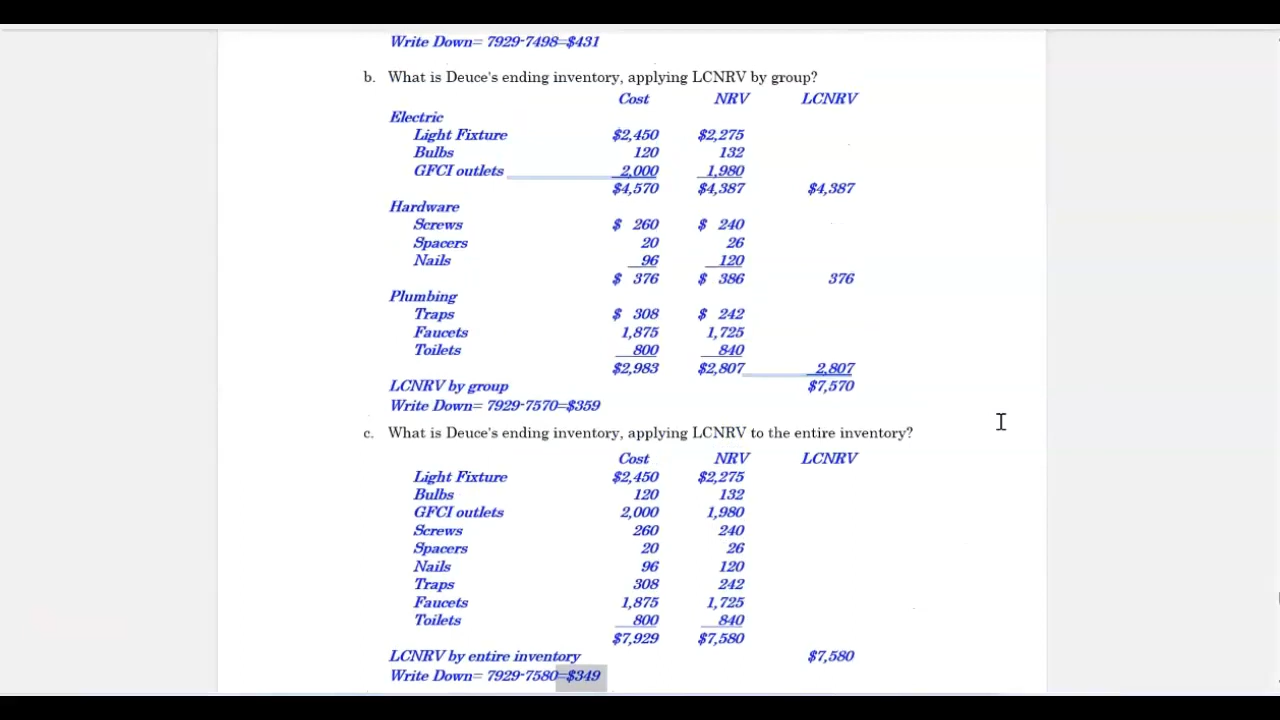 Write Down= 7929-7498=$431
b. What is Deuce's ending inventory, applying LCNRV by group?
Cost NRV LCNRV
Electric
Light Fixture $2,450 $2,275
Bulbs 120 132
GFCI outlets 2,000 1,980
$4,570 $4,387 $4,387
Hardware
Screws $ 260 $ 240
Spacers 20 26
Nails 96 120
$ 376 $ 386 376
Plumbing
Traps $ 308 $ 242
Faucets 1,875 1,725
Toilets 800 840
$2,983 $2,807 2,807
LCNRV by group $7,570
Write Down= 7929-7570=$359
c. What is Deuce's ending inventory, applying LCNRV to the entire inventory?
Cost NRV LCNRV
Light Fixture $2,450 $2,275
Bulbs 120 132
GFCI outlets 2,000 1,980
Screws 260 240
Spacers 20 26
Nails 96 120
Traps 308 242
Faucets 1,875 1,725
Toilets 800 840
$7,929 $7,580
LCNRV by entire inventory $7,580
Write Down= 7929-7580=$349